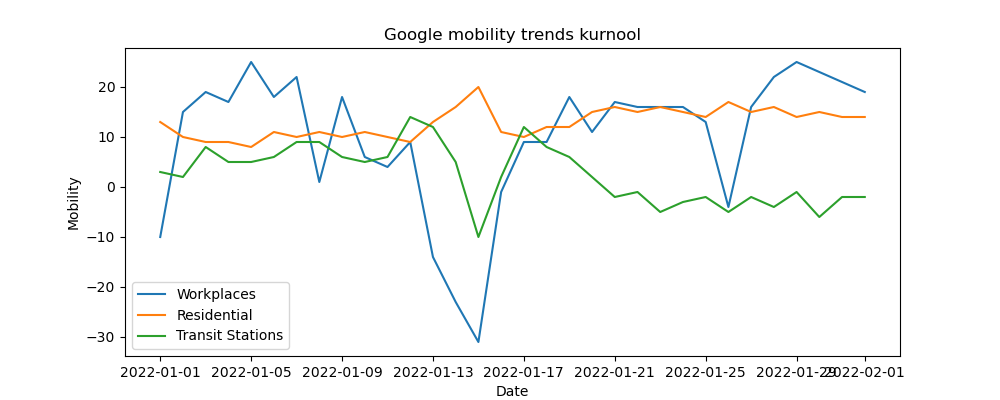 Google mobility trends kurnool
Mobility
20
10
0
−10
−20
−30
Workplaces
Residential
Transit Stations
2022-01-01 2022-01-05 2022-01-09 2022-01-13 2022-01-17 2022-01-21 2022-01-25 2022-01-29 2022-02-01
Date